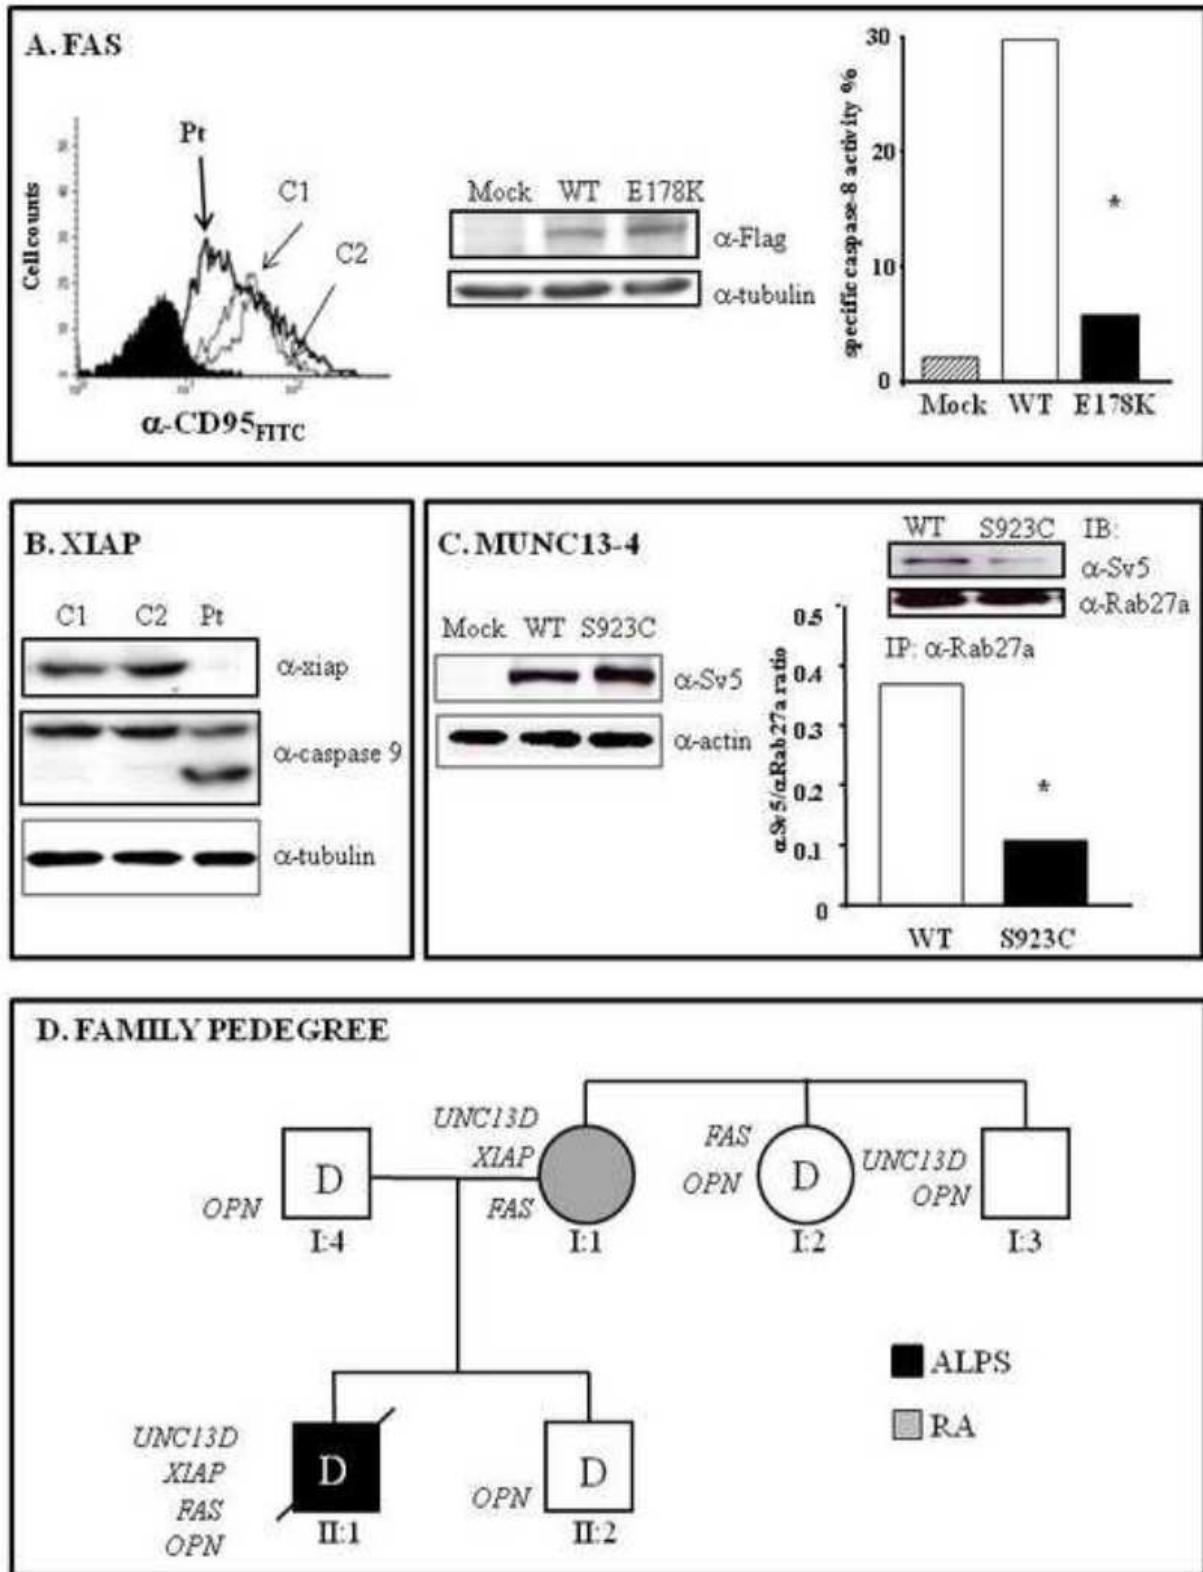 A. FAS
Pt
C1
C2
Cell counts
α-CD95FITC
Mock WT E178K
α-Flag
α-tubulin
specific caspase-8 activity %
30
20
10
0
*
Mock WT E178K
B. XIAP
C1 C2 Pt
α-xiap
α-caspase 9
α-tubulin
C. MUNC13-4
Mock WT S923C
α-Sv5
α-actin
WT S923C IB:
α-Sv5
α-Rab27a
IP: α-Rab27a
αSv5/αRab27a ratio
0.5
0.4
0.3
0.2
0.1
0
*
WT S923C
D. FAMILY PEDEGREE
OPN
D
I:4
UNC13D
XIAP
FAS
I:1
FAS
OPN
D
I:2
UNC13D
OPN
I:3
UNC13D
XIAP
FAS
OPN
D
II:1
OPN
D
II:2
ALPS
RA